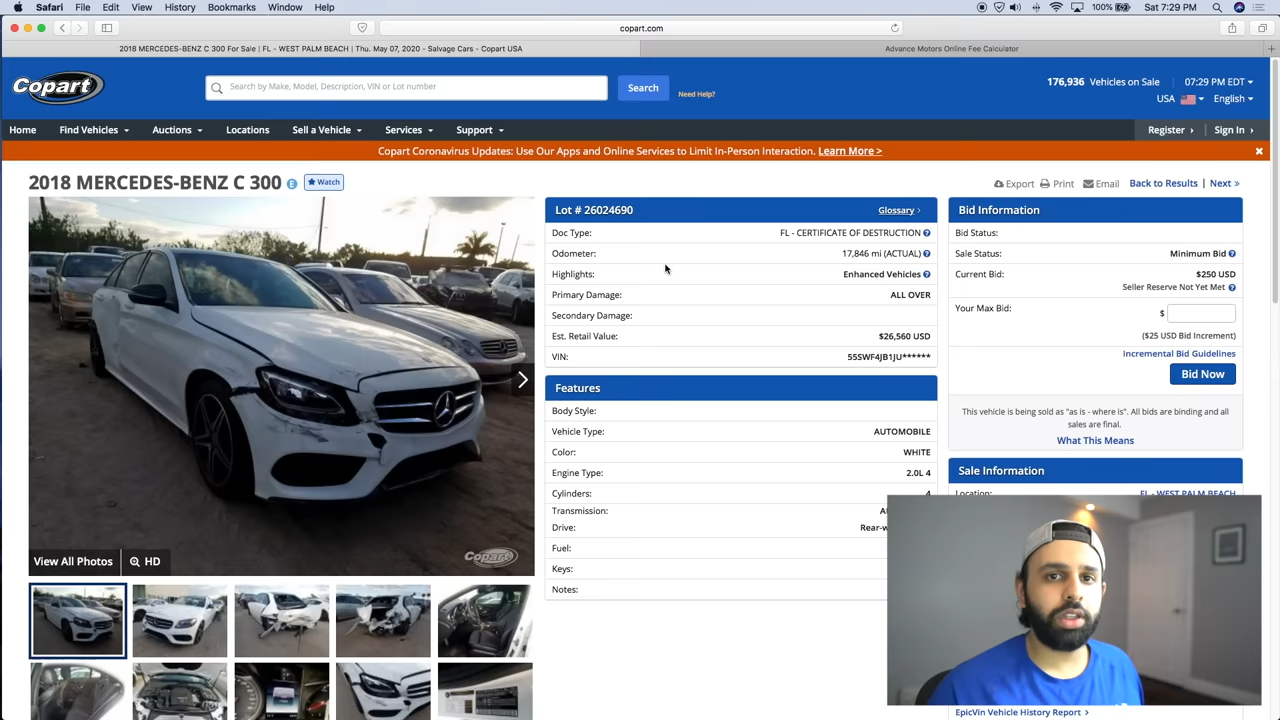 Safari File Edit View History Bookmarks Window Help
100% Sat 7:29 PM
copart.com
2018 MERCEDES-BENZ C 300 For Sale | FL - WEST PALM BEACH | Thu. May 07, 2020 - Salvage Cars - Copart USA
Advance Motors Online Fee Calculator
Copart
Search by Make, Model, Description, VIN or Lot number
Search
Need Help?
176,936 Vehicles on Sale
07:29 PM EDT
USA
English
Home Find Vehicles Auctions Locations Sell a Vehicle Services Support
Register Sign In
Copart Coronavirus Updates: Use Our Apps and Online Services to Limit In-Person Interaction. Learn More >
2018 MERCEDES-BENZ C 300
E
Watch
Export Print Email Back to Results | Next »
Copart
View All Photos
HD
Lot # 26024690
Glossary
Doc Type: FL - CERTIFICATE OF DESTRUCTION
Odometer: 17,846 mi (ACTUAL)
Highlights: Enhanced Vehicles
Primary Damage: ALL OVER
Secondary Damage:
Est. Retail Value: $26,560 USD
VIN: 55SWF4JB1JU******
Features
Body Style:
Vehicle Type: AUTOMOBILE
Color: WHITE
Engine Type: 2.0L 4
Cylinders: 4
Transmission:
Drive:
Fuel:
Keys:
Notes:
Bid Information
Bid Status:
Sale Status: Minimum Bid
Current Bid: $250 USD
Seller Reserve Not Yet Met
Your Max Bid: $
($25 USD Bid Increment)
Incremental Bid Guidelines
Bid Now
This vehicle is being sold as "as is - where is". All bids are binding and all
sales are final.
What This Means
Sale Information
Location: FL - WEST PALM BEACH
EpicVin Vehicle History Report >